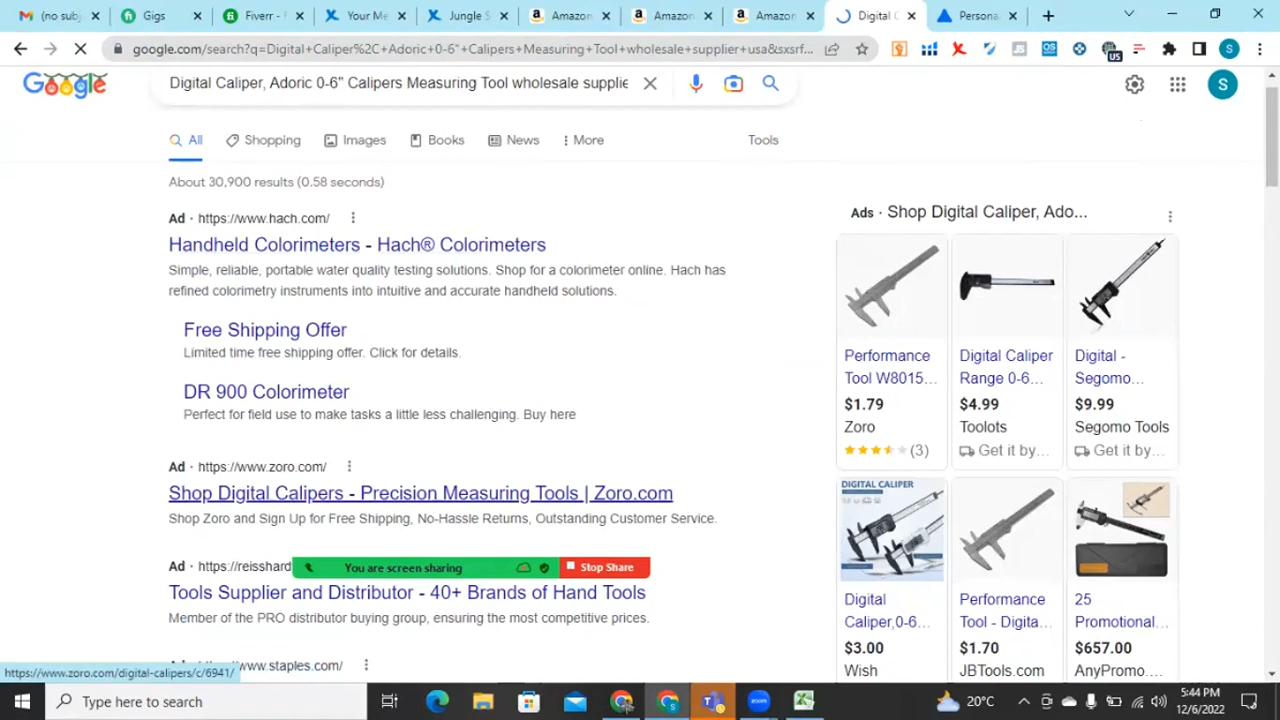 (no subj
Gigs
Fiverr -
Your Me
Jungle S
Amazon
Amazon
Amazon
Digital C
Persona
google.com/search?q=Digital+Caliper%2C+Adoric+0-6"+Calipers+Measuring+Tool+wholesale+supplier+usa&sxsrf...
Google
Digital Caliper, Adoric 0-6" Calipers Measuring Tool wholesale supplie
S
All
Shopping
Images
Books
News
More
Tools
About 30,900 results (0.58 seconds)
Ad · https://www.hach.com/
Handheld Colorimeters - Hach® Colorimeters
Simple, reliable, portable water quality testing solutions. Shop for a colorimeter online. Hach has
refined colorimetry instruments into intuitive and accurate handheld solutions.
Free Shipping Offer
Limited time free shipping offer. Click for details.
DR 900 Colorimeter
Perfect for field use to make tasks a little less challenging. Buy here
Ad · https://www.zoro.com/
Shop Digital Calipers - Precision Measuring Tools | Zoro.com
Shop Zoro and Sign Up for Free Shipping, No-Hassle Returns, Outstanding Customer Service.
Ad · https://reisshard
You are screen sharing
Stop Share
Tools Supplier and Distributor - 40+ Brands of Hand Tools
Member of the PRO distributor buying group, ensuring the most competitive prices.
www.staples.com/
https://www.zoro.com/digital-calipers/c/6941/
Ads · Shop Digital Caliper, Ado...
Performance
Tool W8015...
$1.79
Zoro
(3)
Digital Caliper
Range 0-6...
$4.99
Toolots
Get it by...
Digital -
Segomo...
$9.99
Segomo Tools
Get it by...
DIGITAL CALIPER
Digital
Caliper,0-6...
$3.00
Wish
Performance
Tool - Digita...
$1.70
JBTools.com
25
Promotional...
$657.00
AnyPromo...
Type here to search
zoom
20°C
5:44 PM
12/6/2022